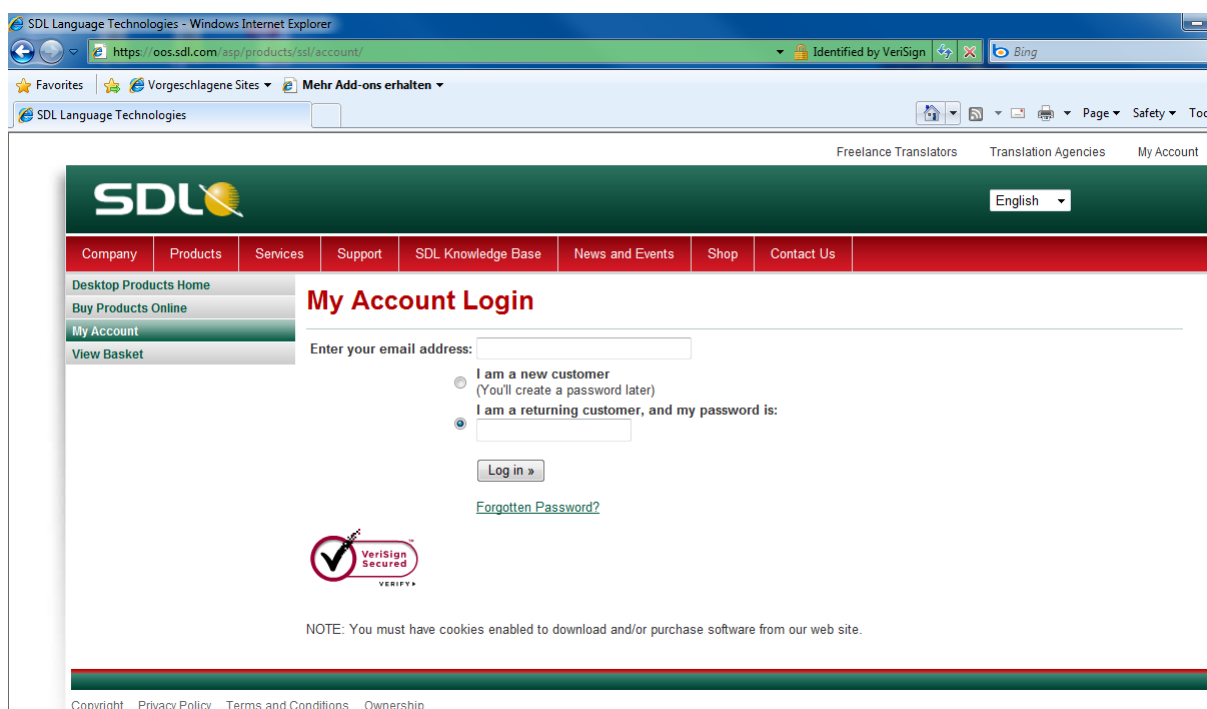 SDL Language Technologies - Windows Internet Explorer
https://oos.sdl.com/asp/products/ssl/account/ Identified by VeriSign Bing
Favorites Vorgeschlagene Sites Mehr Add-ons erhalten
SDL Language Technologies Page Safety Too
Freelance Translators Translation Agencies My Account
SDL English
Company Products Services Support SDL Knowledge Base News and Events Shop Contact Us
Desktop Products Home
Buy Products Online
My Account
View Basket
My Account Login
Enter your email address:
I am a new customer
(You'll create a password later)
I am a returning customer, and my password is:
Log in »
Forgotten Password?
VeriSign
Secured
VERIFY
NOTE: You must have cookies enabled to download and/or purchase software from our web site.
Copyright Privacy Policy Terms and Conditions Ownership